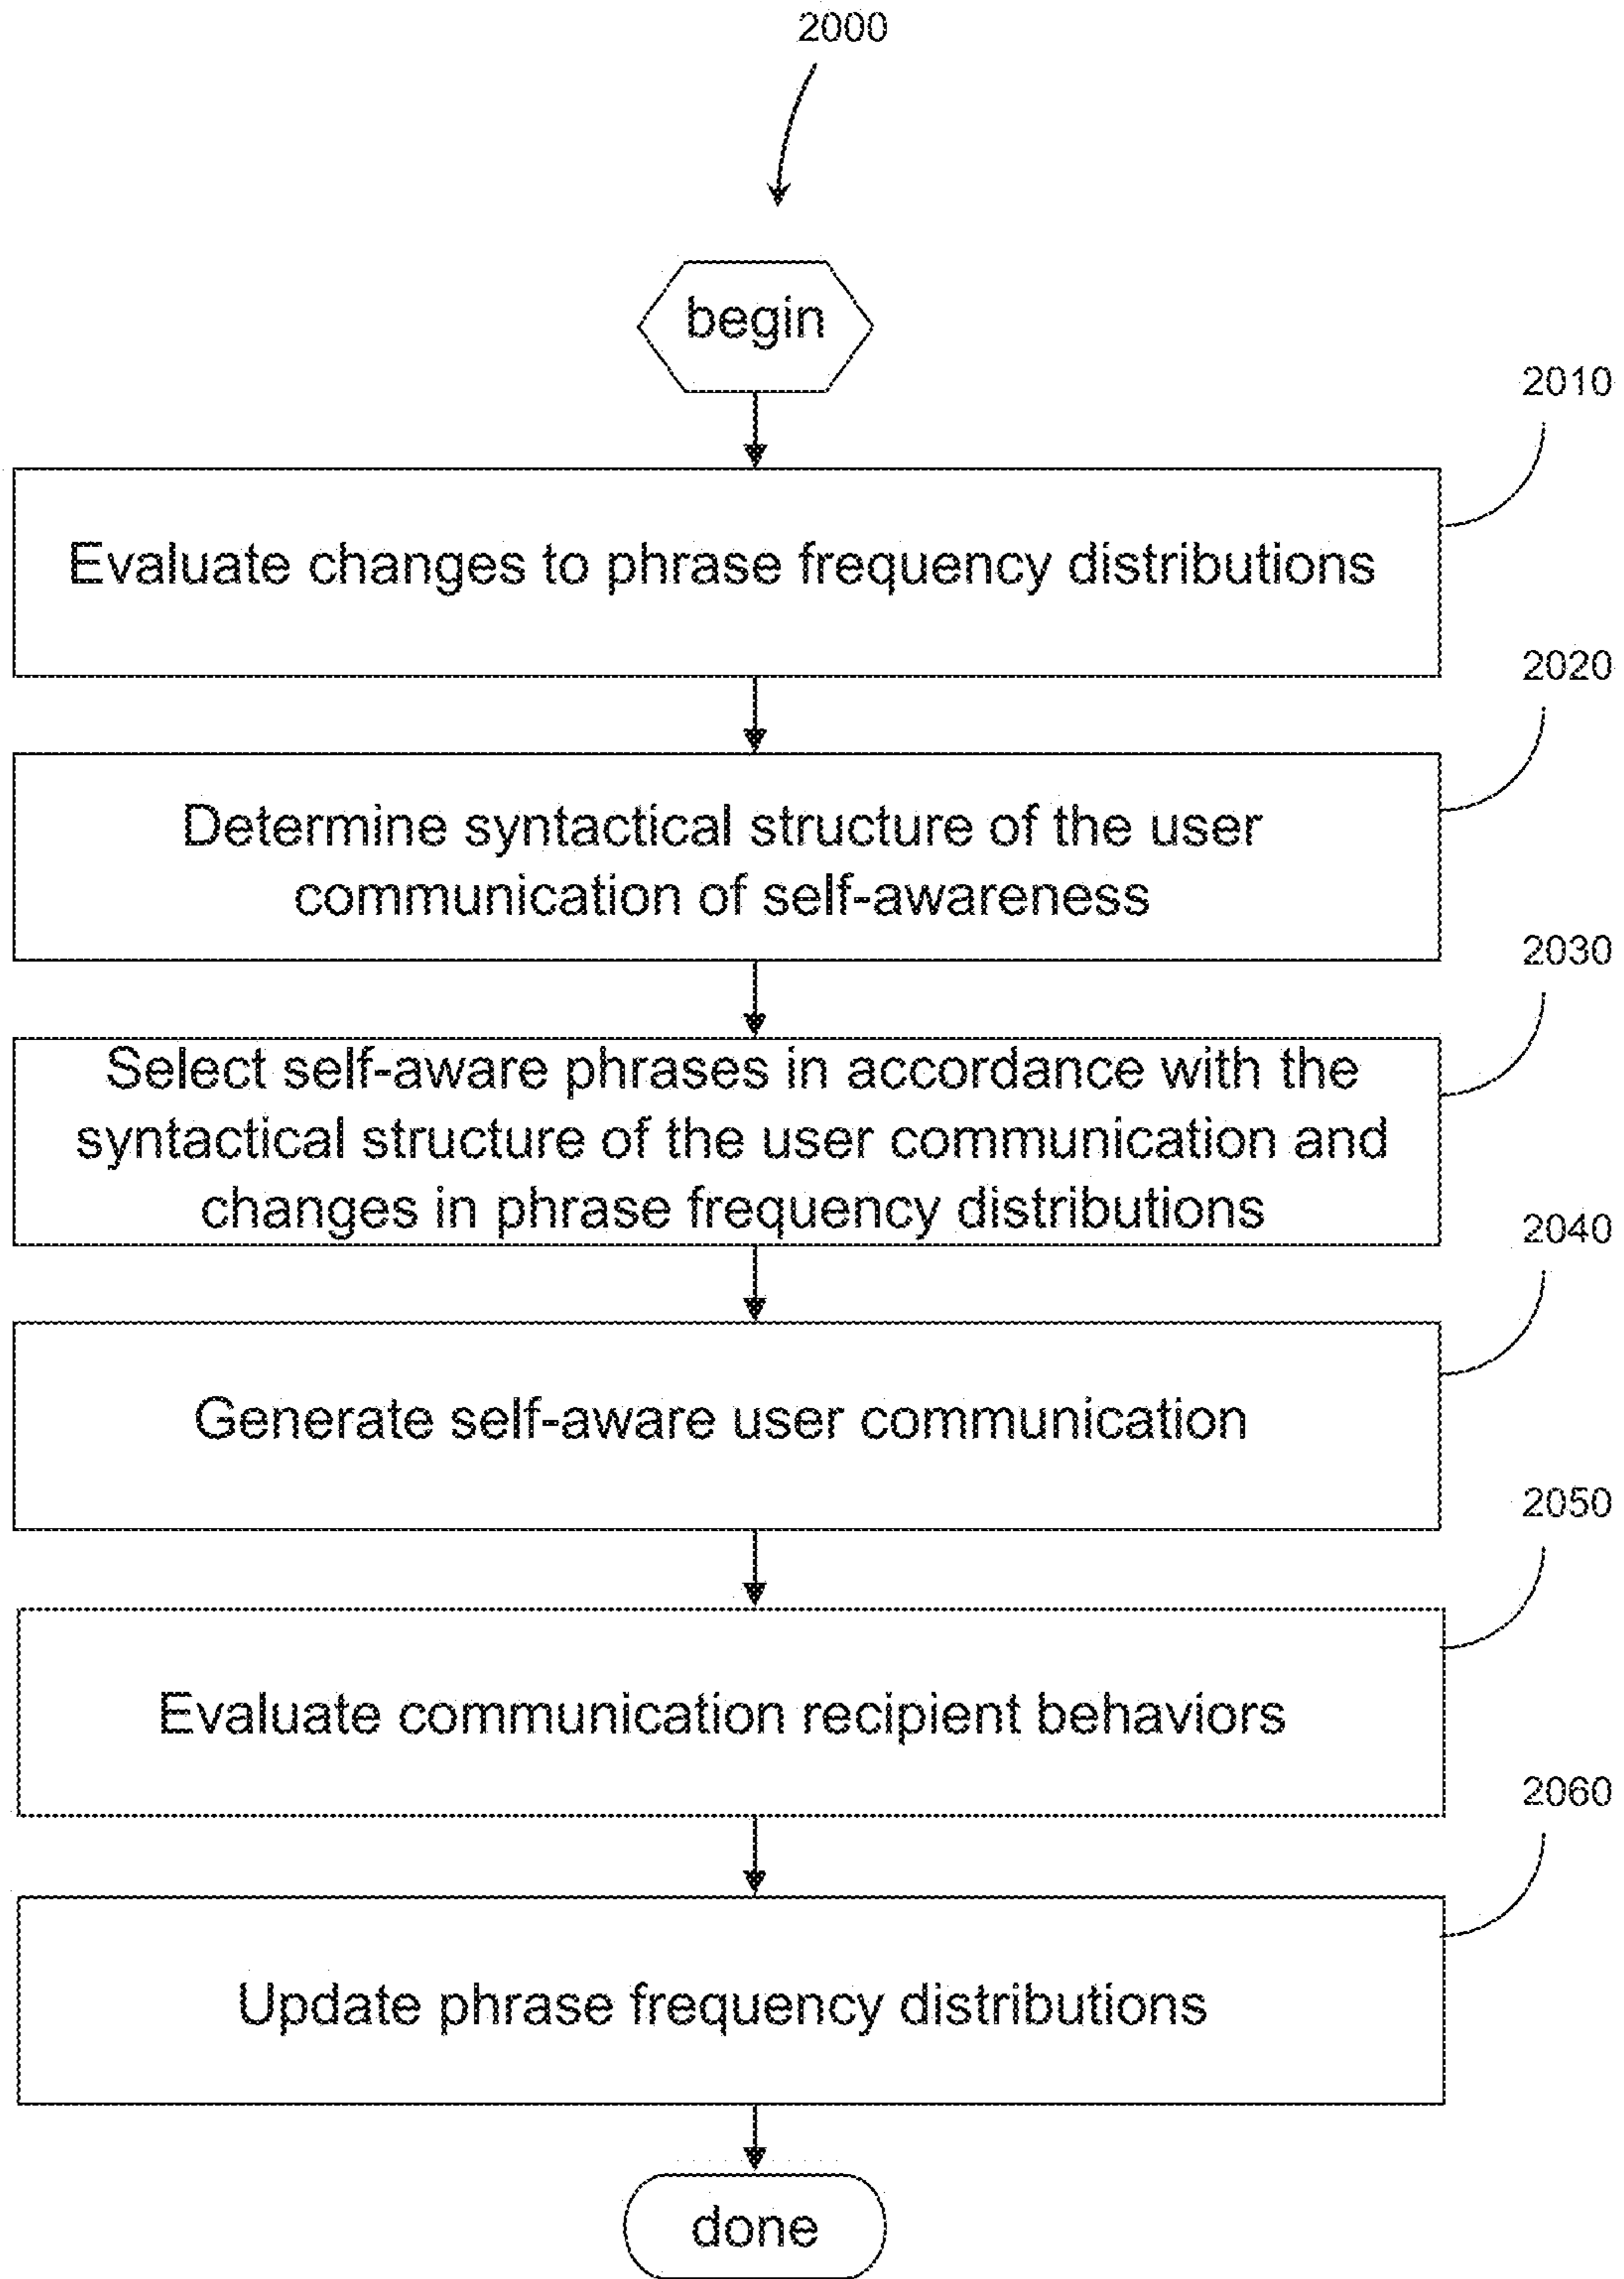 2000
begin
2010
Evaluate changes to phrase frequency distributions
2020
Determine syntactical structure of the user
communication of self-awareness
2030
Select self-aware phrases in accordance with the
syntactical structure of the user communication and
changes in phrase frequency distributions
2040
Generate self-aware user communication
2050
Evaluate communication recipient behaviors
2060
Update phrase frequency distributions
done